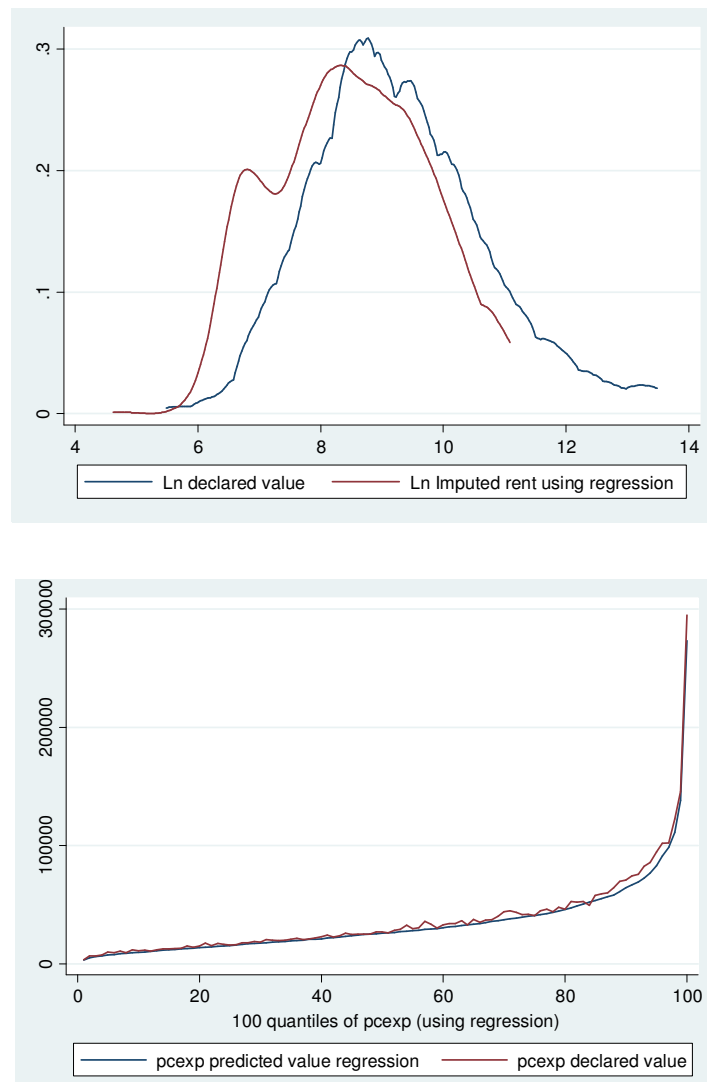 .3
.2
.1
0
4 6 8 10 12 14
Ln declared value Ln Imputed rent using regression
300000
200000
100000
0
0 20 40 60 80 100
100 quantiles of pcexp (using regression)
pcexp predicted value regression pcexp declared value